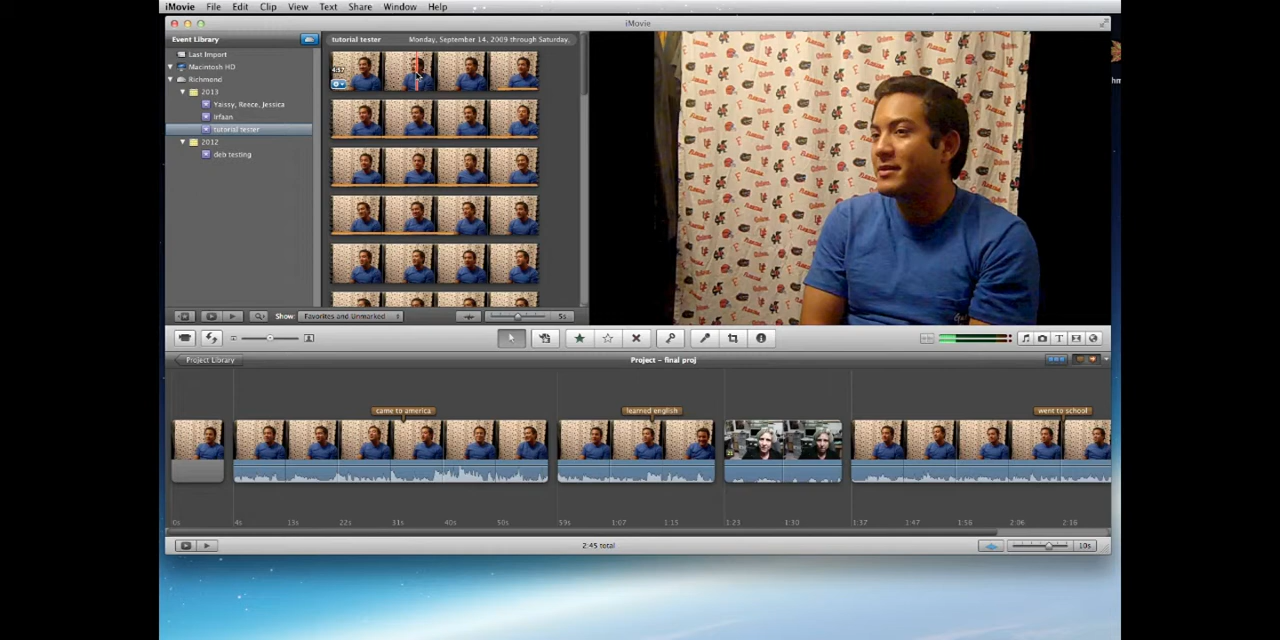 iMovie File Edit Clip View Text Share Window Help
iMovie
Event Library
tutorial tester Monday, September 14, 2009 through Saturday,
Last Import
Macintosh HD
Richmond
2013
Yaissy, Reece, Jessica
Irfaan
tutorial tester
2012
deb testing
4:57
Show: Favorites and Unmarked 5s
Project Library
Project – final proj
came to america
learned english
went to school
0s 4s 13s 22s 31s 40s 50s 59s 1:07 1:15 1:23 1:30 1:37 1:47 1:56 2:06 2:16
2:45 total
10s